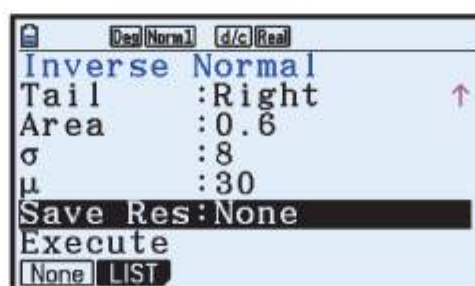 Deg Norm1 d/c Real
Inverse Normal
Tail :Right ↑
Area :0.6
σ :8
μ :30
Save Res:None
Execute
None LIST